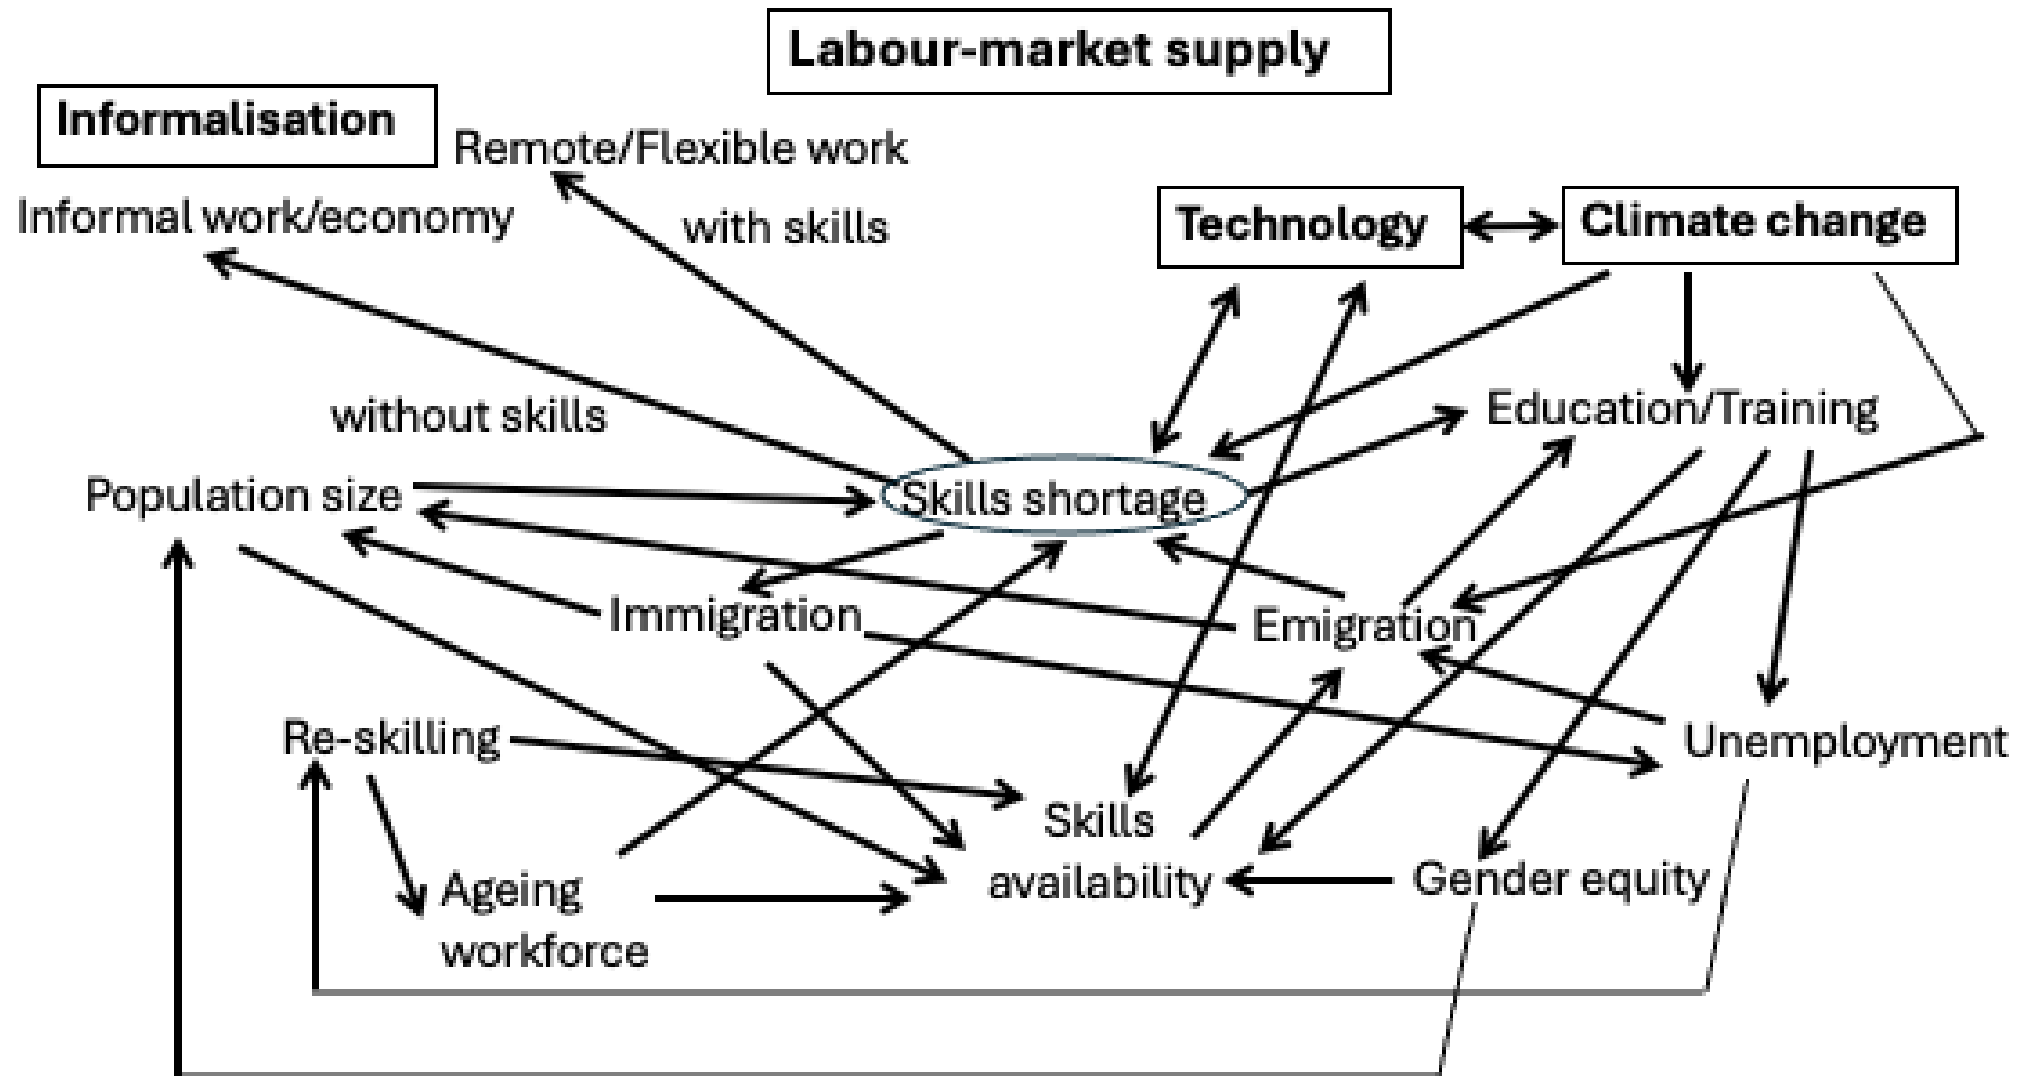 Labour-market supply
Informalisation
Remote/Flexible work
Informal work/economy
with skills
Technology
Climate change
without skills
Education/Training
Population size
Skills shortage
Immigration
Emigration
Re-skilling
Unemployment
Skills
availability
Ageing
workforce
Gender equity